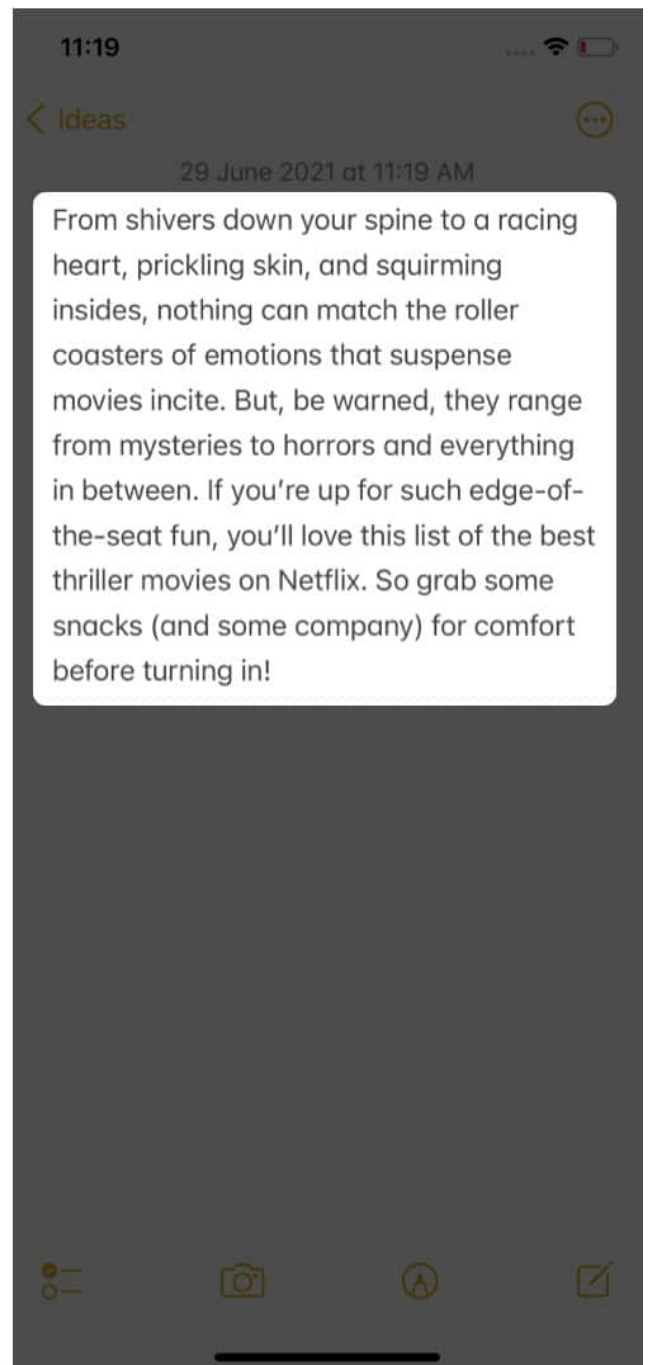 11:19
Ideas
29 June 2021 at 11:19 AM
From shivers down your spine to a racing
heart, prickling skin, and squirming
insides, nothing can match the roller
coasters of emotions that suspense
movies incite. But, be warned, they range
from mysteries to horrors and everything
in between. If you’re up for such edge-of-
the-seat fun, you’ll love this list of the best
thriller movies on Netflix. So grab some
snacks (and some company) for comfort
before turning in!